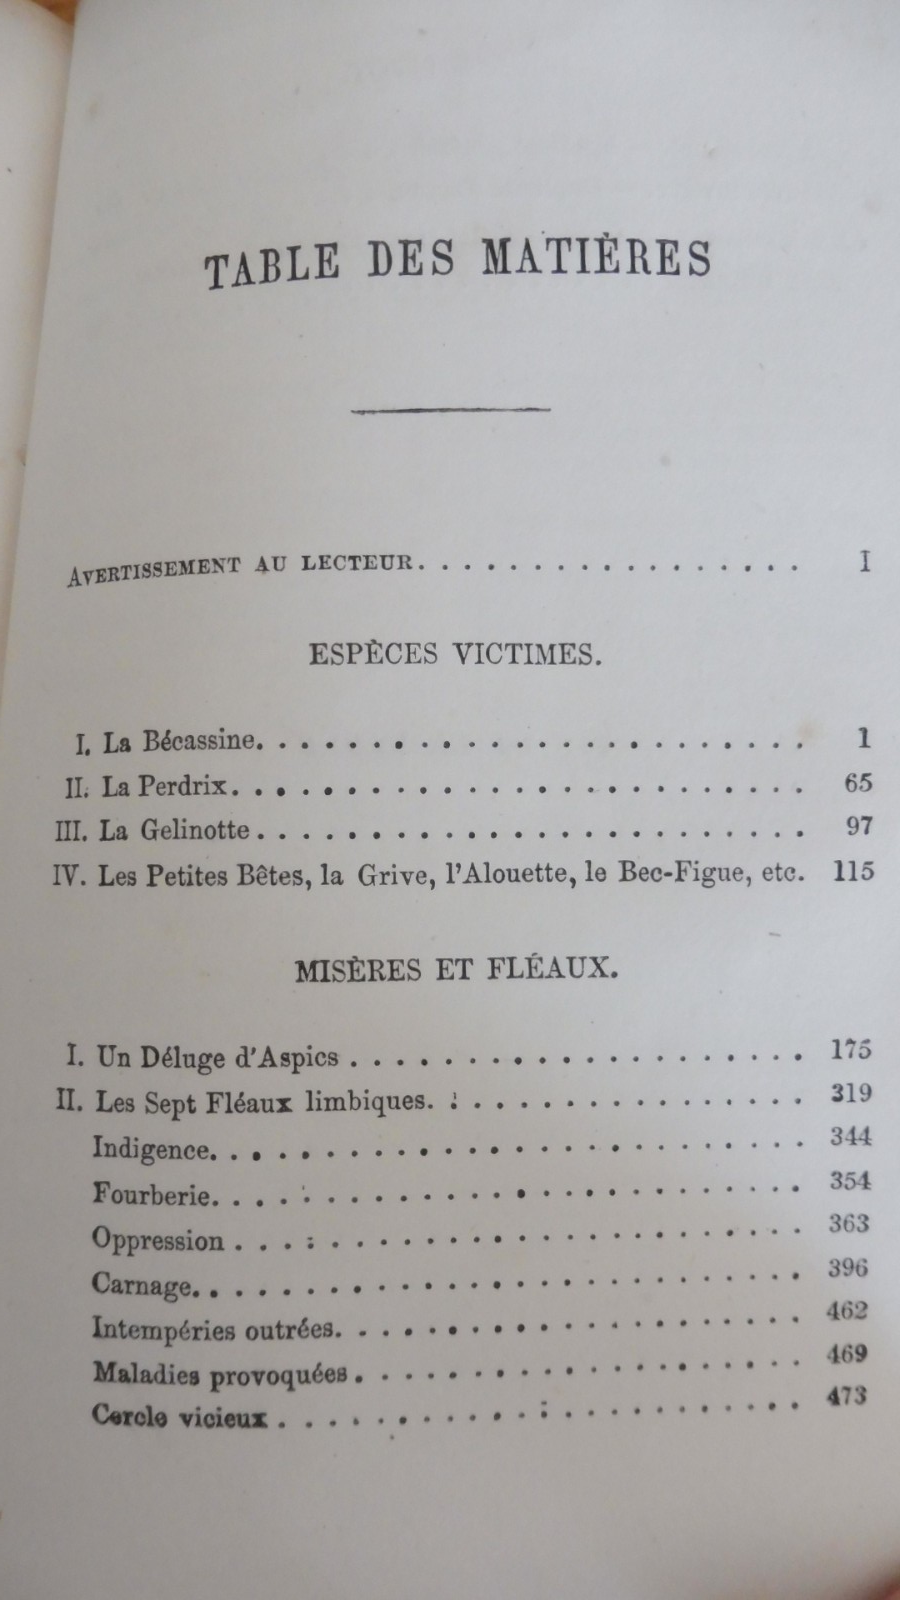 TABLE DES MATIÈRES
AVERTISSEMENT AU LECTEUR. . . . . . . . . . . . . . . . . . I
ESPÈCES VICTIMES.
I. La Bécassine. . . . . . . . . . . . . . . . . . . . . . . . 1
II. La Perdrix. . . . . . . . . . . . . . . . . . . . . . . . . 65
III. La Gelinotte . . . . . . . . . . . . . . . . . . . . . . . . 97
IV. Les Petites Bêtes, la Grive, l'Alouette, le Bec-Figue, etc. 115
MISÈRES ET FLÉAUX.
I. Un Déluge d'Aspics . . . . . . . . . . . . . . . . . . . . 175
II. Les Sept Fléaux limbiques. . . . . . . . . . . . . . . . . 319
Indigence. . . . . . . . . . . . . . . . . . . . . . . . . . 344
Fourberie. . . . . . . . . . . . . . . . . . . . . . . . . . 354
Oppression . . . . . . . . . . . . . . . . . . . . . . . . . 363
Carnage. . . . . . . . . . . . . . . . . . . . . . . . . . . 396
Intempéries outrées. . . . . . . . . . . . . . . . . . . . . 462
Maladies provoquées . . . . . . . . . . . . . . . . . . . . 469
Cercle vicieux . . . . . . . . . . . . . . . . . . . . . . . 473